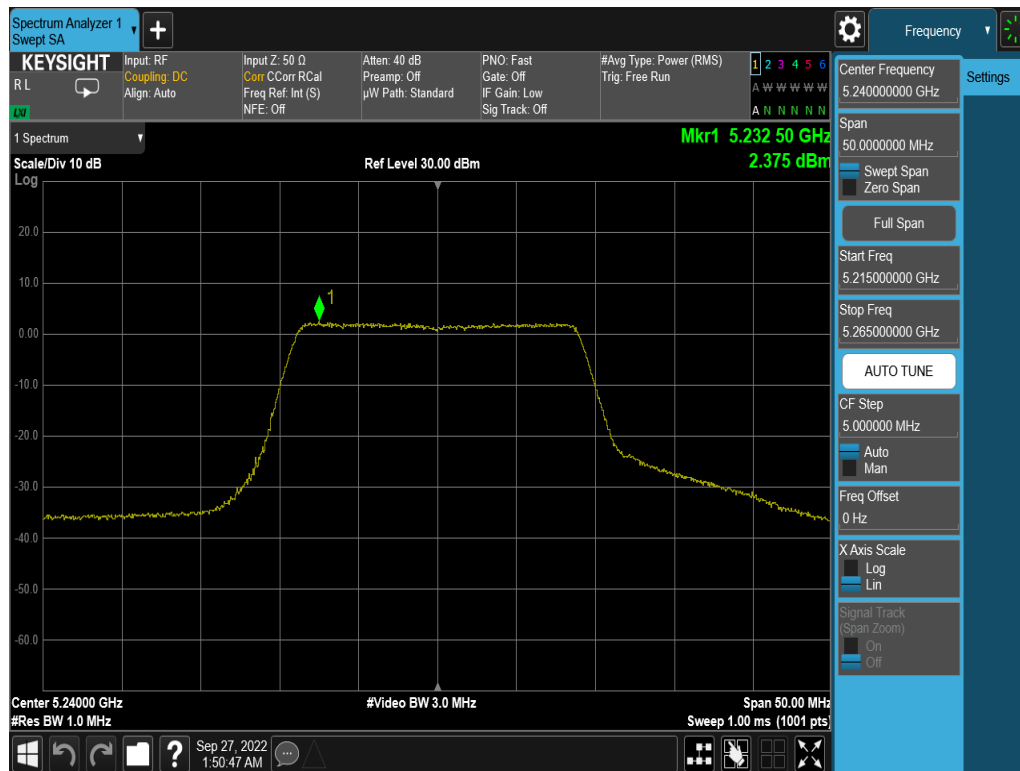 Spectrum Analyzer 1
Swept SA
Frequency
KEYSIGHT
R L
LXI
Input: RF
Coupling: DC
Align: Auto
Input Z: 50 Ω
Corr CCorr RCal
Freq Ref: Int (S)
NFE: Off
Atten: 40 dB
Preamp: Off
µW Path: Standard
PNO: Fast
Gate: Off
IF Gain: Low
Sig Track: Off
#Avg Type: Power (RMS)
Trig: Free Run
1 2 3 4 5 6
A W W W W W
A N N N N N
1 Spectrum
Mkr1 5.232 50 GHz
2.375 dBm
Scale/Div 10 dB
Ref Level 30.00 dBm
Log
20.0
10.0
0.00
-10.0
-20.0
-30.0
-40.0
-50.0
-60.0
1
Center 5.24000 GHz
#Video BW 3.0 MHz
Span 50.00 MHz
#Res BW 1.0 MHz
Sweep 1.00 ms (1001 pts)
Sep 27, 2022
1:50:47 AM
Center Frequency
5.240000000 GHz
Settings
Span
50.0000000 MHz
Swept Span
Zero Span
Full Span
Start Freq
5.215000000 GHz
Stop Freq
5.265000000 GHz
AUTO TUNE
CF Step
5.000000 MHz
Auto
Man
Freq Offset
0 Hz
X Axis Scale
Log
Lin
Signal Track
(Span Zoom)
On
Off